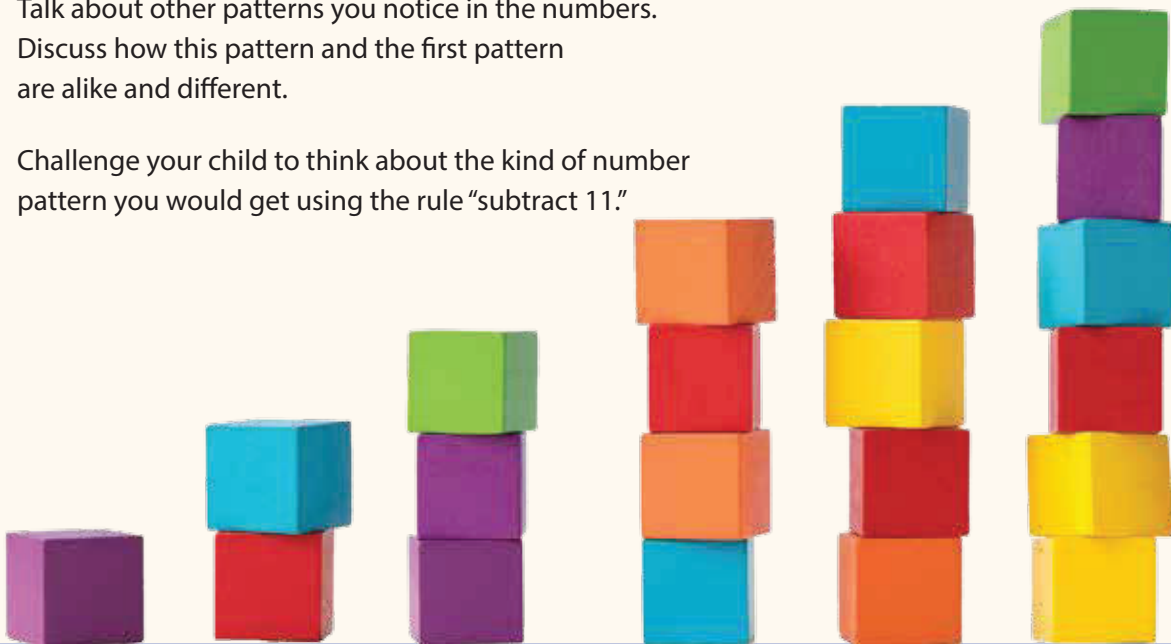 Talk about other patterns you notice in the numbers.
Discuss how this pattern and the first pattern
are alike and different.
Challenge your child to think about the kind of number
pattern you would get using the rule “subtract 11.”